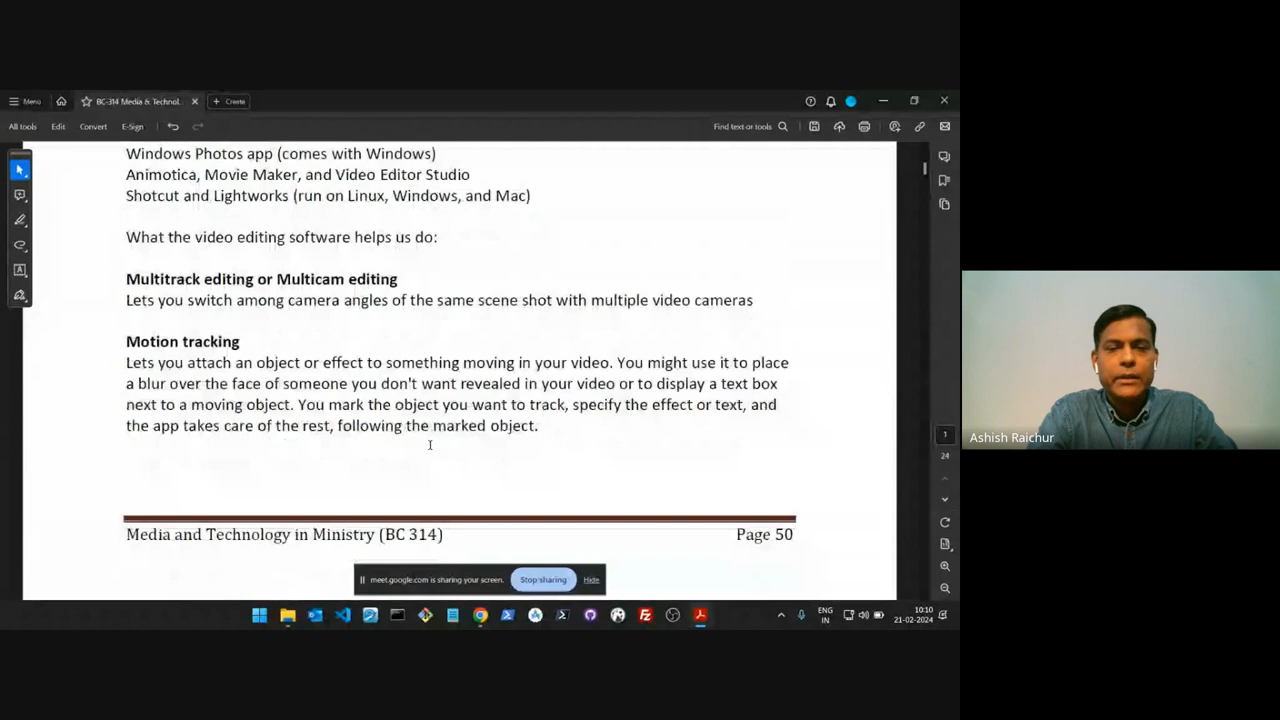 Menu
BC-314 Media & Technol...
Create
All tools
Edit
Convert
E-Sign
Find text or tools
Windows Photos app (comes with Windows)
Animotica, Movie Maker, and Video Editor Studio
Shotcut and Lightworks (run on Linux, Windows, and Mac)
What the video editing software helps us do:
Multitrack editing or Multicam editing
Lets you switch among camera angles of the same scene shot with multiple video cameras
Motion tracking
Lets you attach an object or effect to something moving in your video. You might use it to place
a blur over the face of someone you don't want revealed in your video or to display a text box
next to a moving object. You mark the object you want to track, specify the effect or text, and
the app takes care of the rest, following the marked object.
1
24
Media and Technology in Ministry (BC 314)
Page 50
meet.google.com is sharing your screen.
Stop sharing
Hide
ENG
IN
10:10
21-02-2024
Ashish Raichur